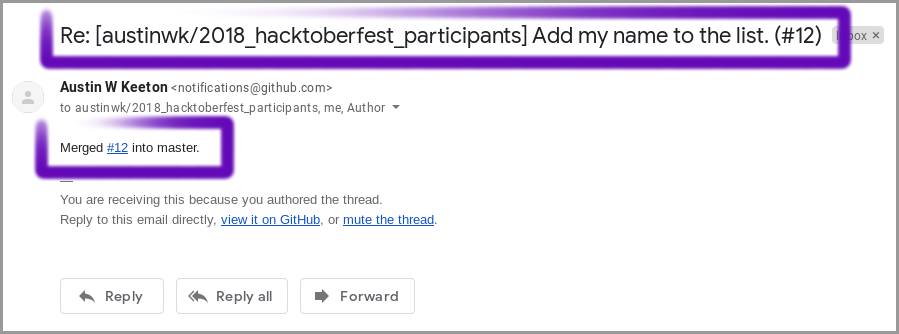 Re: [austinwk/2018_hacktoberfest_participants] Add my name to the list. (#12)
Austin W Keeton <notifications@github.com>
to austinwk/2018_hacktoberfest_participants, me, Author
Merged #12 into master.
—
You are receiving this because you authored the thread.
Reply to this email directly, view it on GitHub, or mute the thread.
Reply Reply all Forward